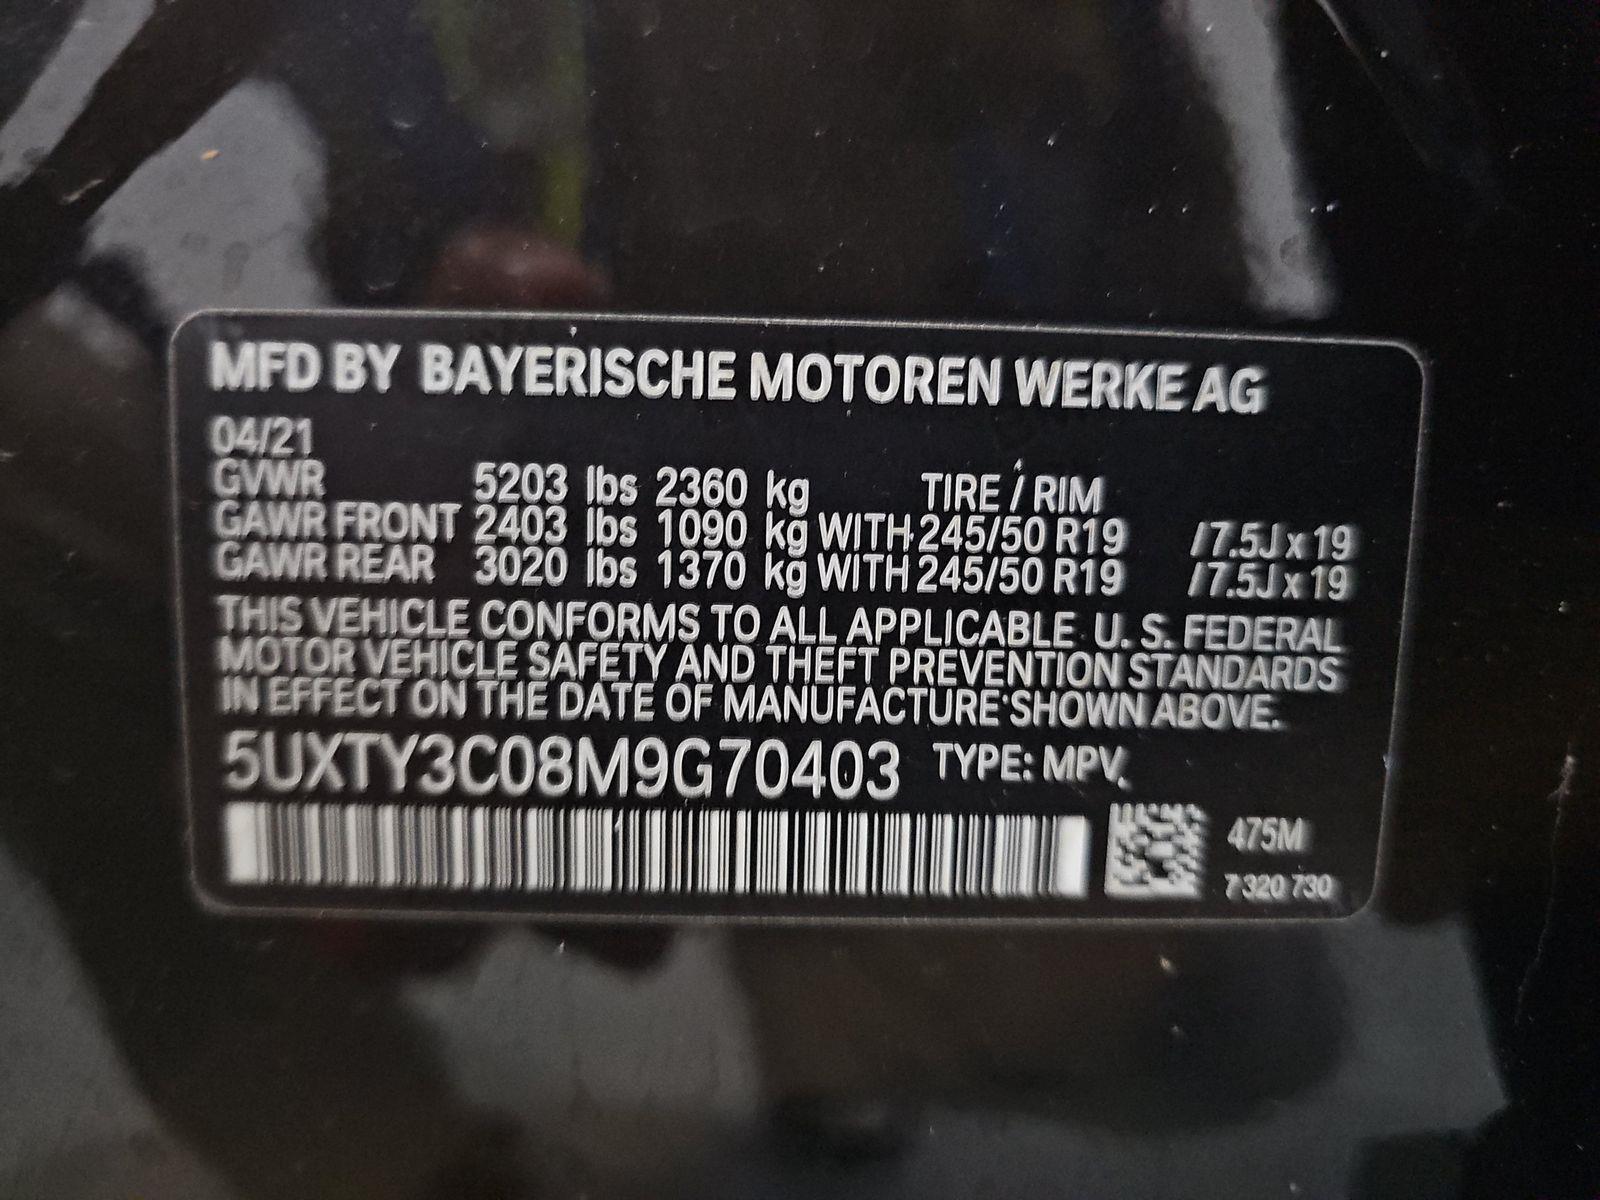 MFD BY BAYERISCHE MOTOREN WERKE AG
04/21
GVWR 5203 lbs 2360 kg TIRE / RIM
GAWR FRONT 2403 lbs 1090 kg WITH 245/50 R19 / 7.5J x 19
GAWR REAR 3020 lbs 1370 kg WITH 245/50 R19 / 7.5J x 19
THIS VEHICLE CONFORMS TO ALL APPLICABLE U. S. FEDERAL
MOTOR VEHICLE SAFETY AND THEFT PREVENTION STANDARDS
IN EFFECT ON THE DATE OF MANUFACTURE SHOWN ABOVE.
5UXTY3C08M9G70403 TYPE: MPV
475M
7 320 730